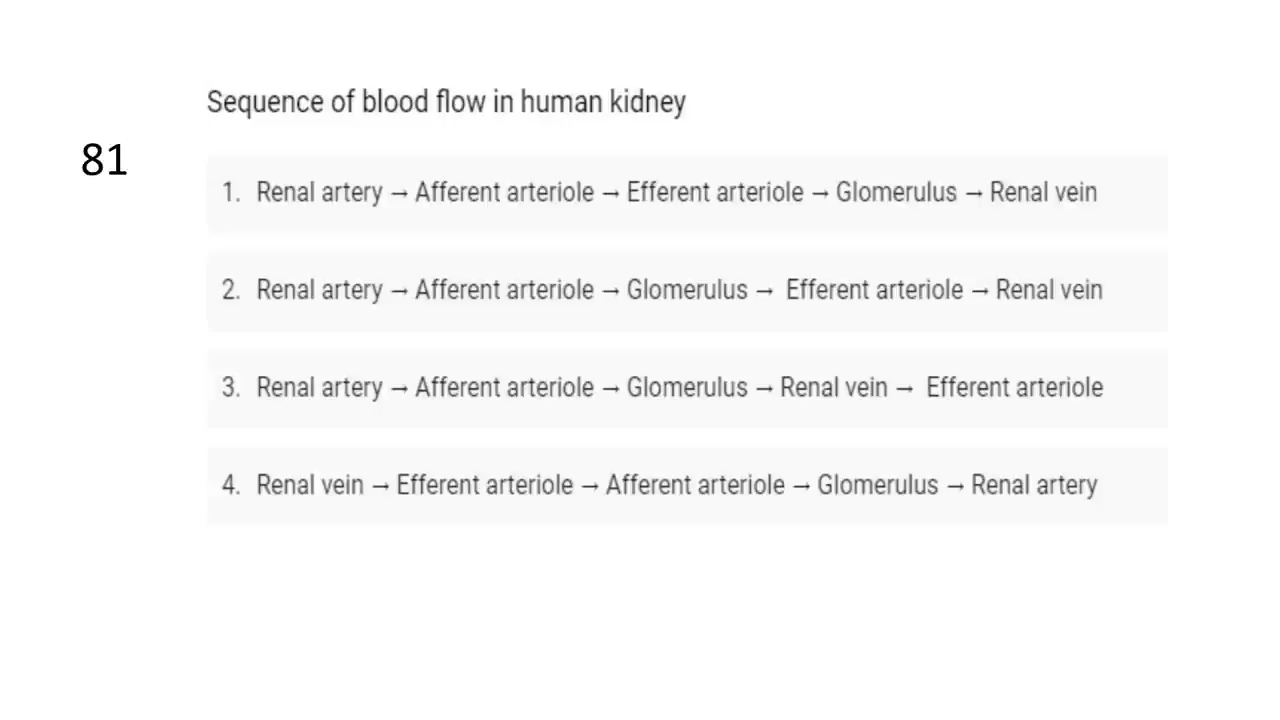 Sequence of blood flow in human kidney
81
1. Renal artery → Afferent arteriole → Efferent arteriole → Glomerulus → Renal vein
2. Renal artery → Afferent arteriole → Glomerulus → Efferent arteriole → Renal vein
3. Renal artery → Afferent arteriole → Glomerulus → Renal vein → Efferent arteriole
4. Renal vein → Efferent arteriole → Afferent arteriole → Glomerulus → Renal artery